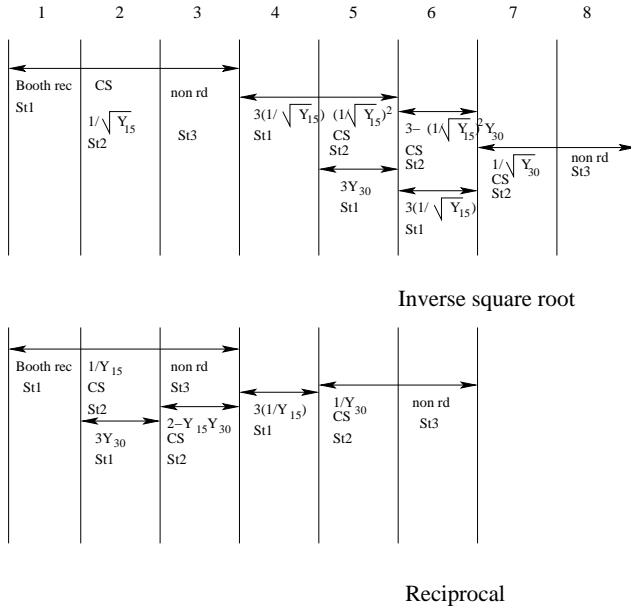 1 2 3 4 5 6 7 8
Booth rec CS non rd 3(1/√Y15) (1/√Y15)² 3− (1/√Y15)²Y30 1/√Y30 non rd
St1 1/√Y15 St3 St1 CS CS CS St3
St2 St2 St2 St2
3Y30 3(1/√Y15)
St1 St1
Inverse square root
Booth rec 1/Y15 non rd 3(1/Y15) 1/Y30 non rd
St1 CS St3 St1 CS St3
St2 2−Y15Y30 St2
3Y30 CS
St1 St2
Reciprocal